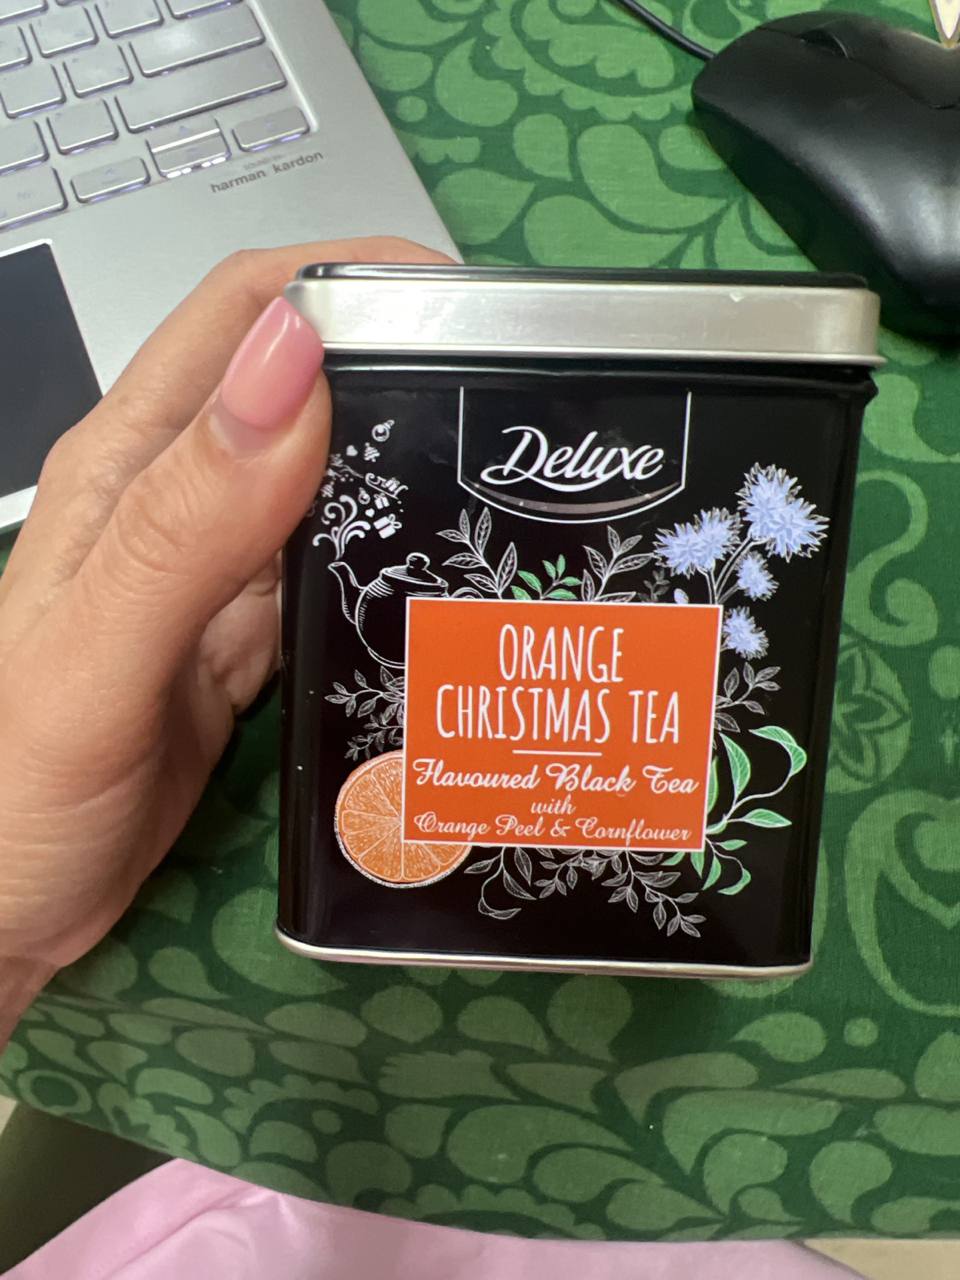 harman / kardon
Deluxe
ORANGE
CHRISTMAS TEA
Flavoured Black Tea
with
Orange Peel & Cornflower